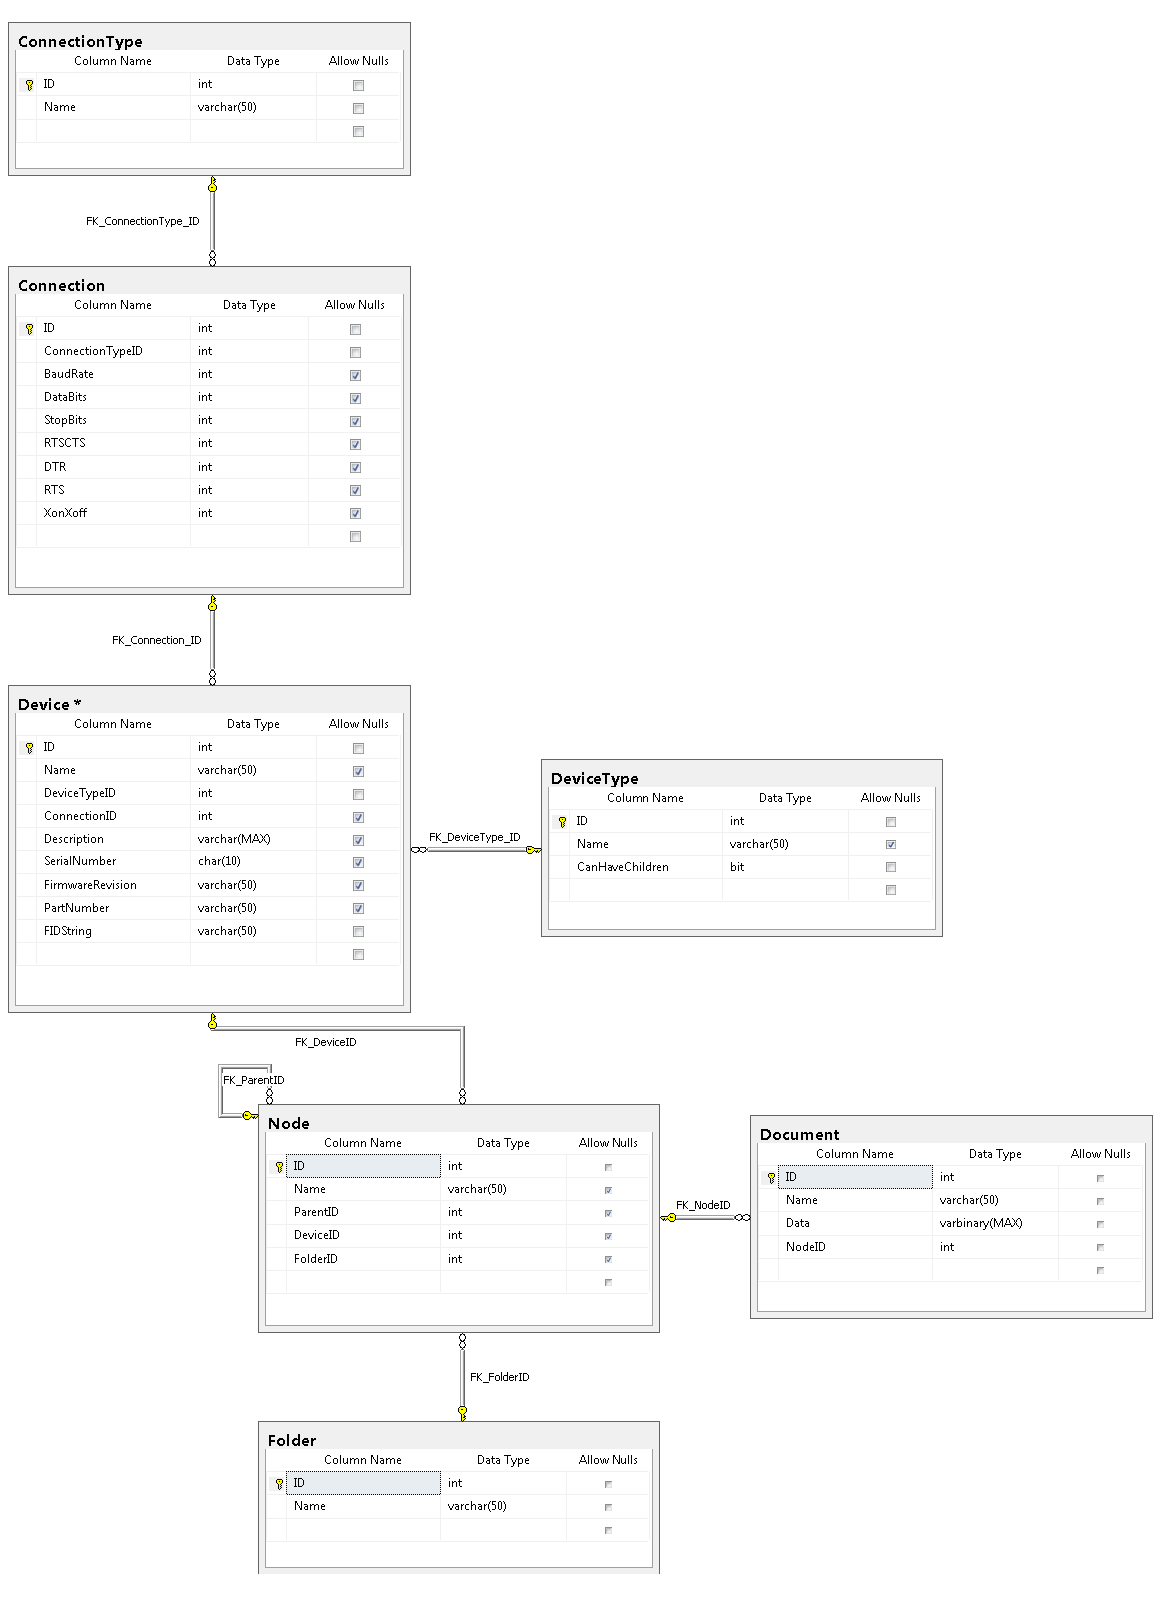 ConnectionType
Column Name Data Type Allow Nulls
ID int
Name varchar(50)
FK_ConnectionType_ID
Connection
Column Name Data Type Allow Nulls
ID int
ConnectionTypeID int
BaudRate int
DataBits int
StopBits int
RTSCTS int
DTR int
RTS int
XonXoff int
FK_Connection_ID
Device *
Column Name Data Type Allow Nulls
ID int
Name varchar(50)
DeviceTypeID int
ConnectionID int
Description varchar(MAX)
SerialNumber char(10)
FirmwareRevision varchar(50)
PartNumber varchar(50)
FIDString varchar(50)
FK_DeviceType_ID
DeviceType
Column Name Data Type Allow Nulls
ID int
Name varchar(50)
CanHaveChildren bit
FK_DeviceID
FK_ParentID
Node
Column Name Data Type Allow Nulls
ID int
Name varchar(50)
ParentID int
DeviceID int
FolderID int
FK_NodeID
Document
Column Name Data Type Allow Nulls
ID int
Name varchar(50)
Data varbinary(MAX)
NodeID int
FK_FolderID
Folder
Column Name Data Type Allow Nulls
ID int
Name varchar(50)